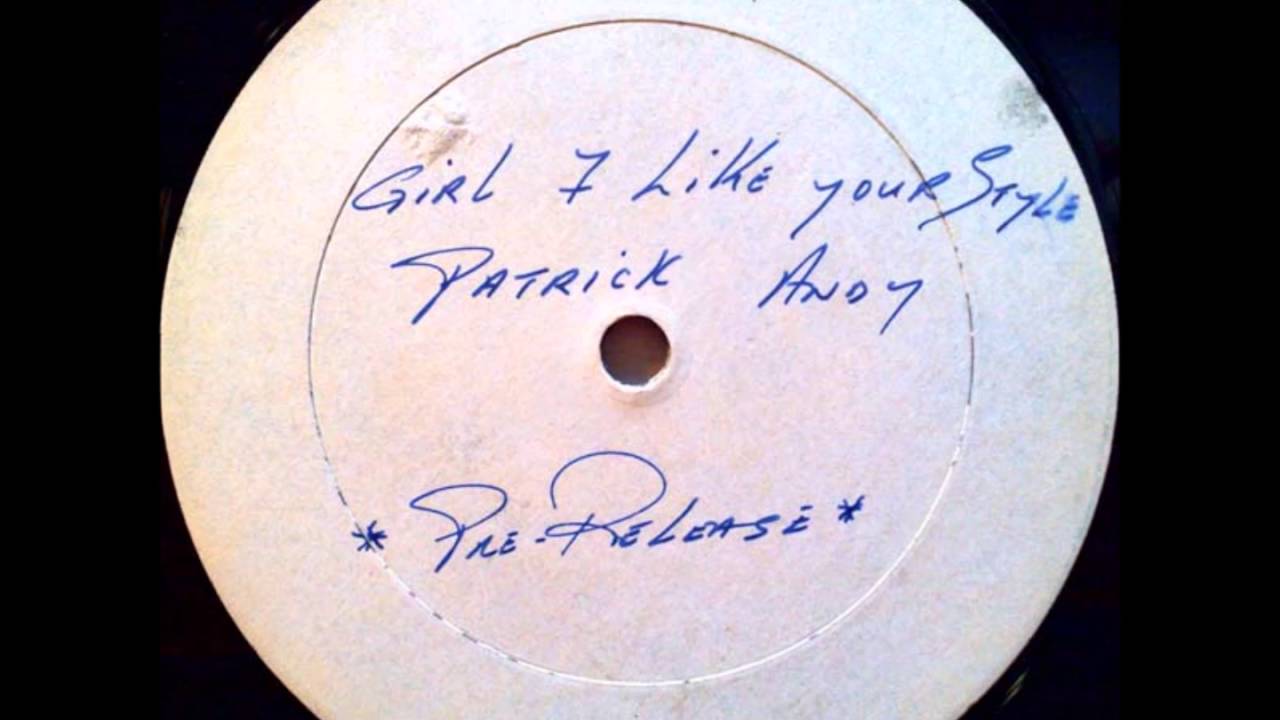 Girl I Like your Style
Patrick Andy
* Pre-Release *